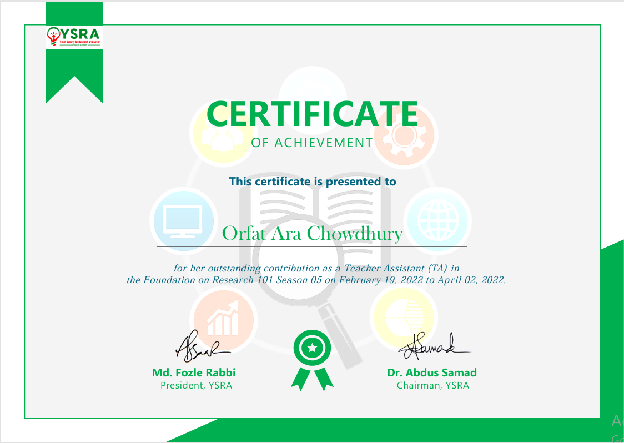 YSRA
CERTIFICATE
OF ACHIEVEMENT
This certificate is presented to
Orfat Ara Chowdhury
for her outstanding contribution as a Teacher Assistant (TA) in
the Foundation on Research 101 Season 05 on February 19, 2022 to April 02, 2022.
Md. Fozle Rabbi
President, YSRA
Dr. Abdus Samad
Chairman, YSRA